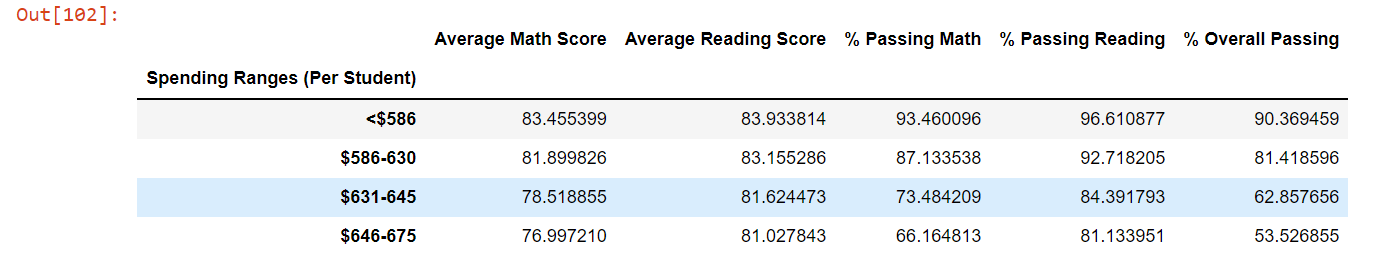 Out[102]:
Average Math Score Average Reading Score % Passing Math % Passing Reading % Overall Passing
Spending Ranges (Per Student)
<$586 83.455399 83.933814 93.460096 96.610877 90.369459
$586-630 81.899826 83.155286 87.133538 92.718205 81.418596
$631-645 78.518855 81.624473 73.484209 84.391793 62.857656
$646-675 76.997210 81.027843 66.164813 81.133951 53.526855